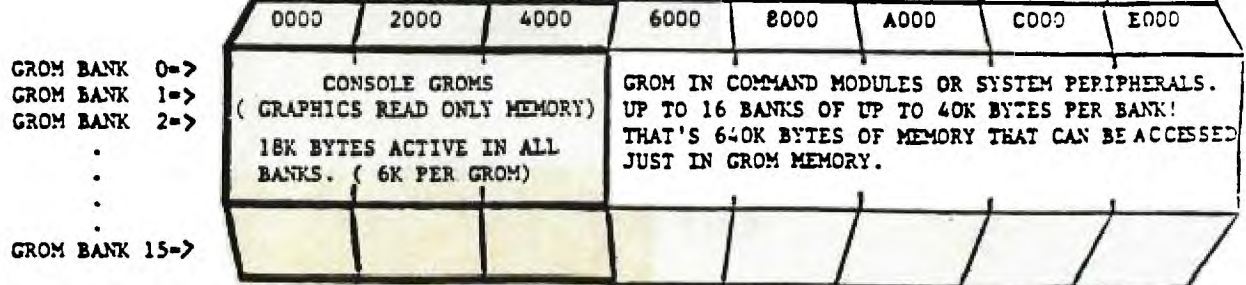 0000 2000 4000 6000 8000 A000 C000 E000
GROM BANK 0=>
GROM BANK 1=>
GROM BANK 2=>
.
.
.
.
GROM BANK 15=>
CONSOLE GROMS
( GRAPHICS READ ONLY MEMORY)
18K BYTES ACTIVE IN ALL
BANKS. ( 6K PER GROM)
GROM IN COMMAND MODULES OR SYSTEM PERIPHERALS.
UP TO 16 BANKS OF UP TO 40K BYTES PER BANK!
THAT'S 640K BYTES OF MEMORY THAT CAN BE ACCESSED
JUST IN GROM MEMORY.